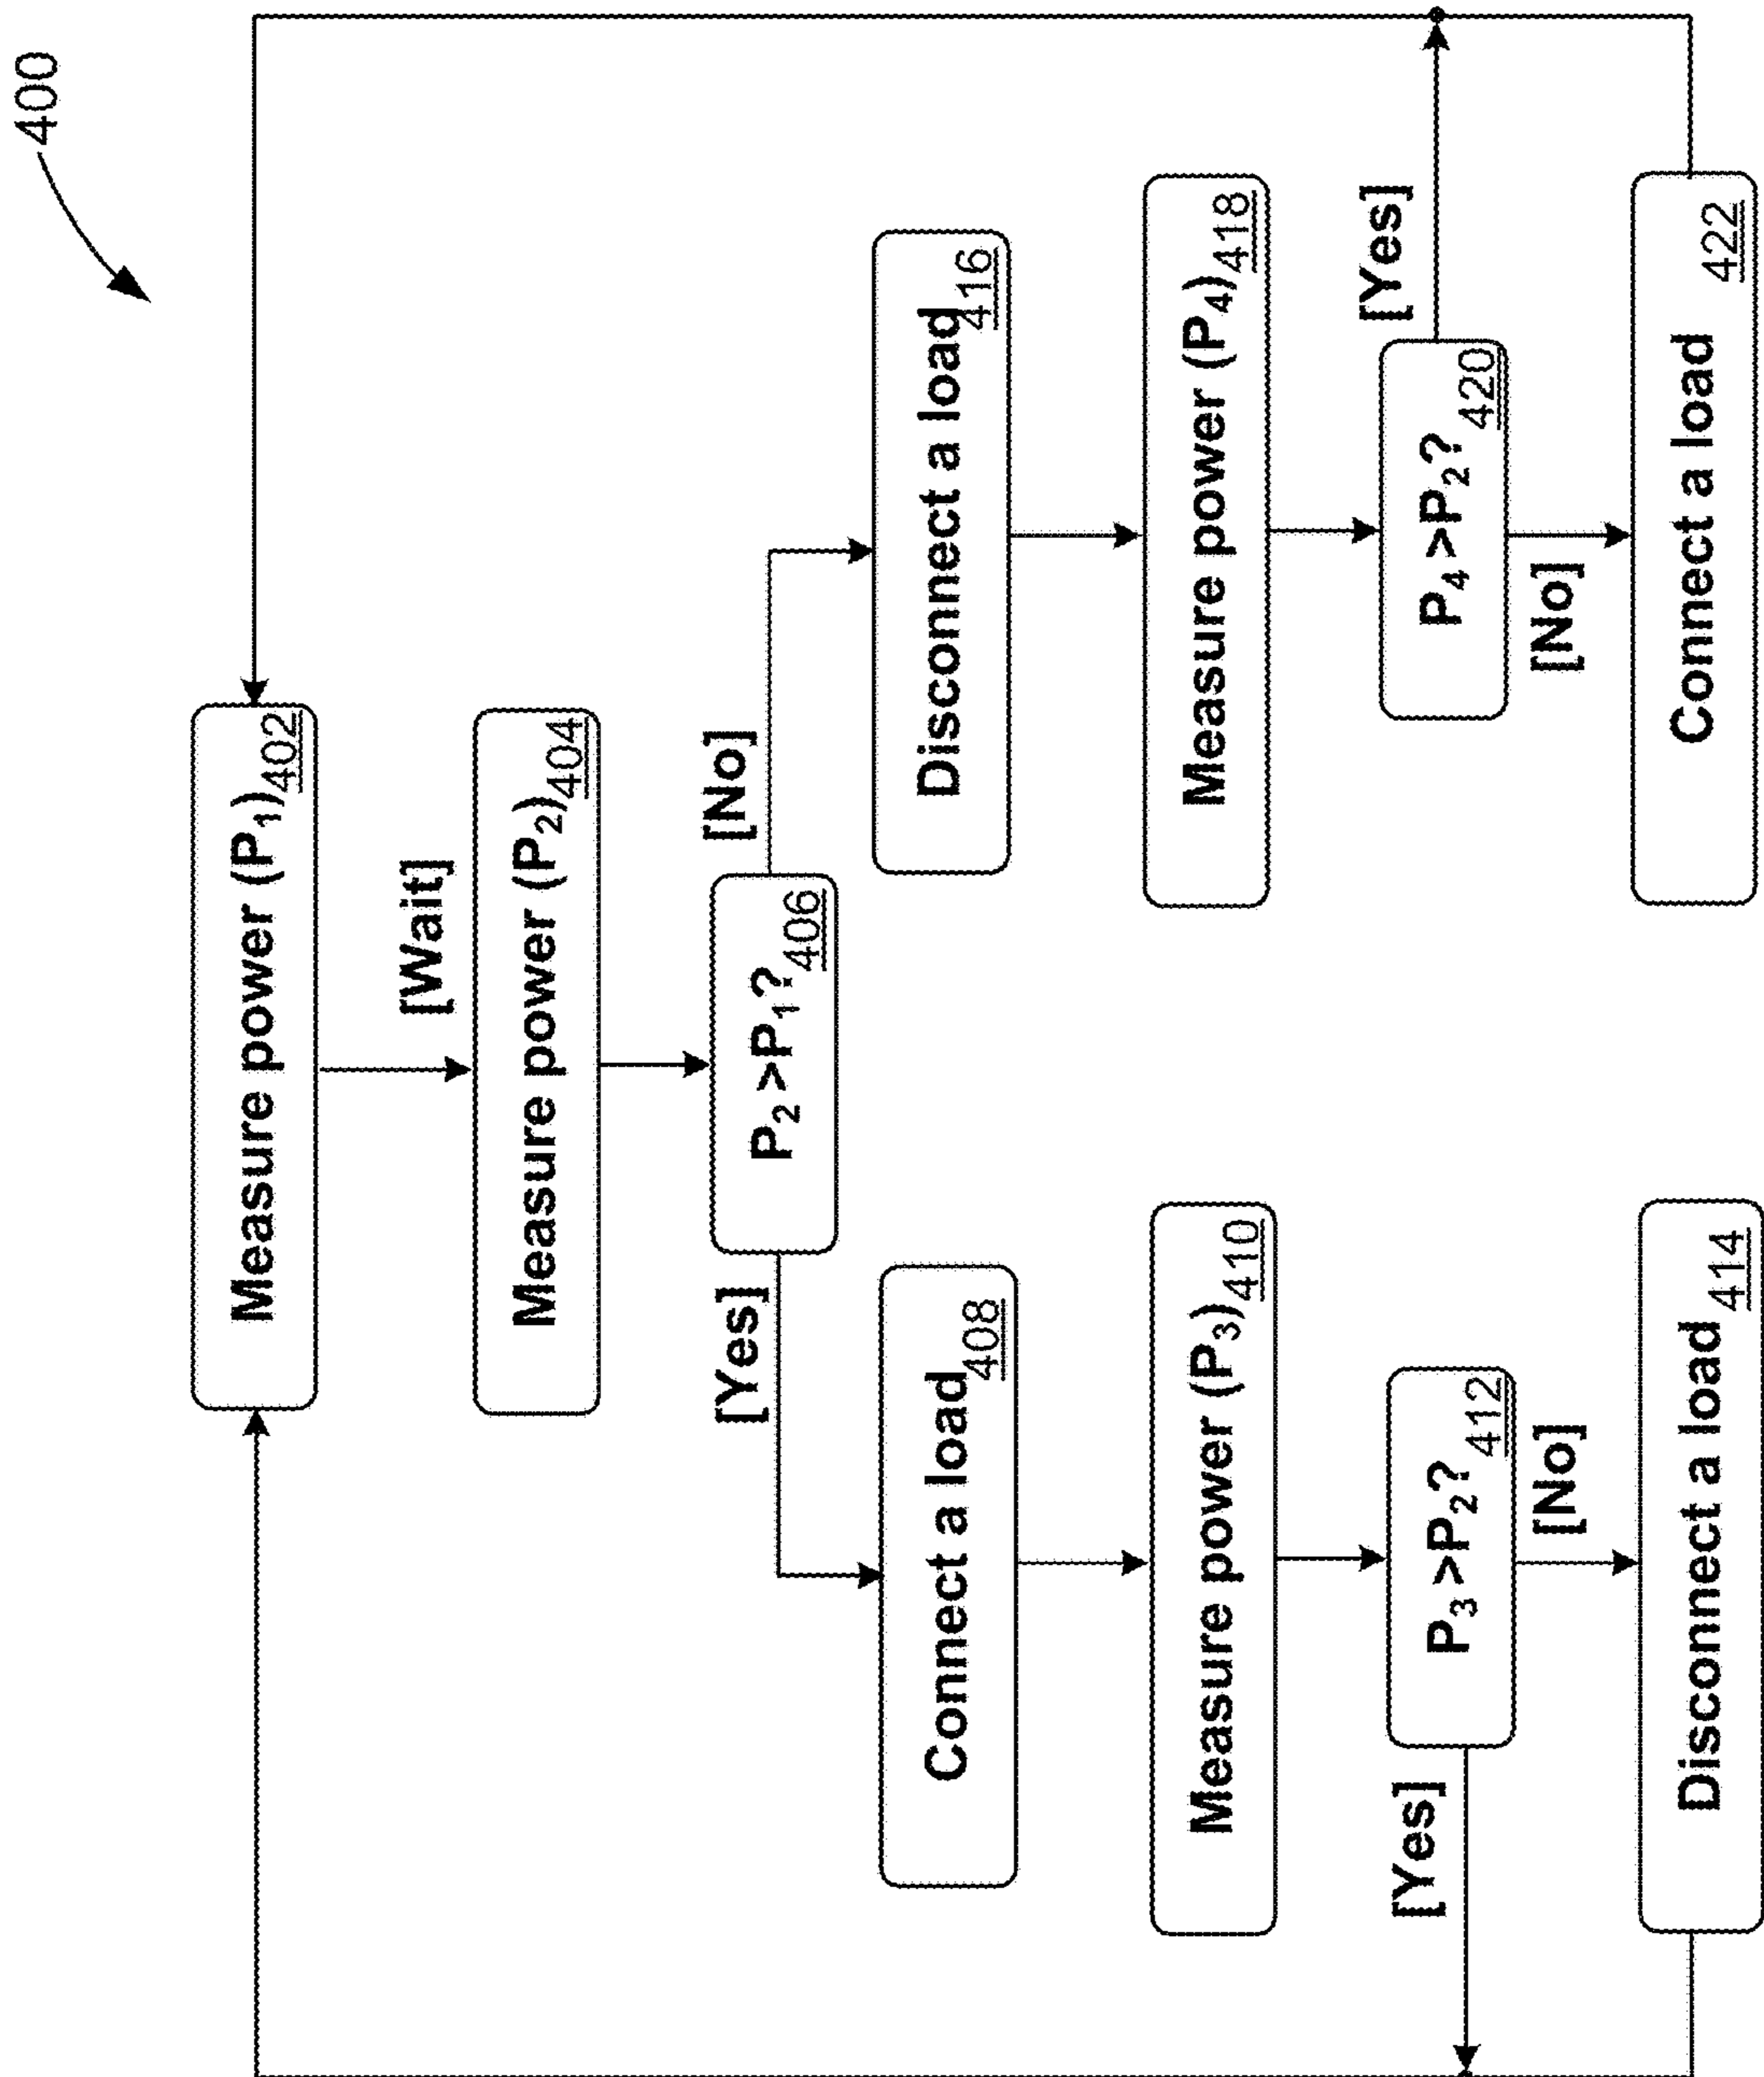 400
Measure power (P₁) 402
[Wait]
Measure power (P₂) 404
P₂>P₁? 406
[Yes]
[No]
Connect a load 408
Measure power (P₃) 410
P₃>P₂? 412
[Yes]
[No]
Disconnect a load 414
Disconnect a load 416
Measure power (P₄) 418
P₄>P₂? 420
[Yes]
[No]
Connect a load 422